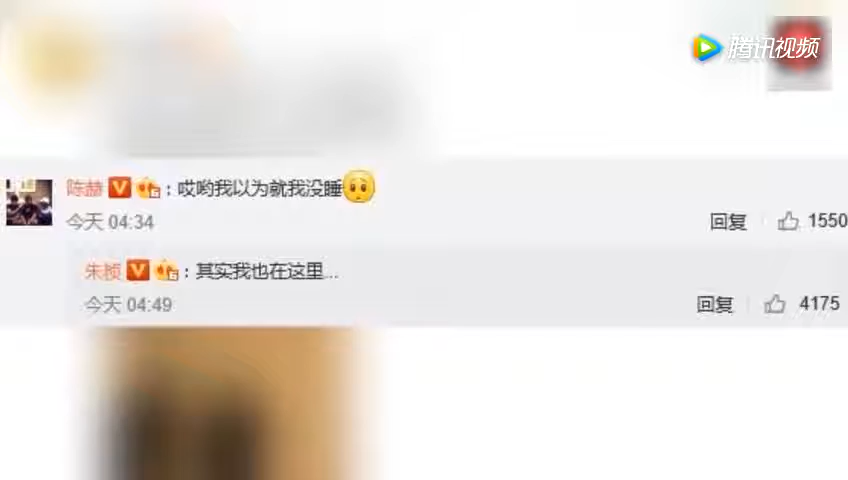 腾讯视频
陈赫 V : 哎哟我以为就我没睡
今天 04:34
回复 1550
朱桢 V : 其实我也在这里...
今天 04:49
回复 4175